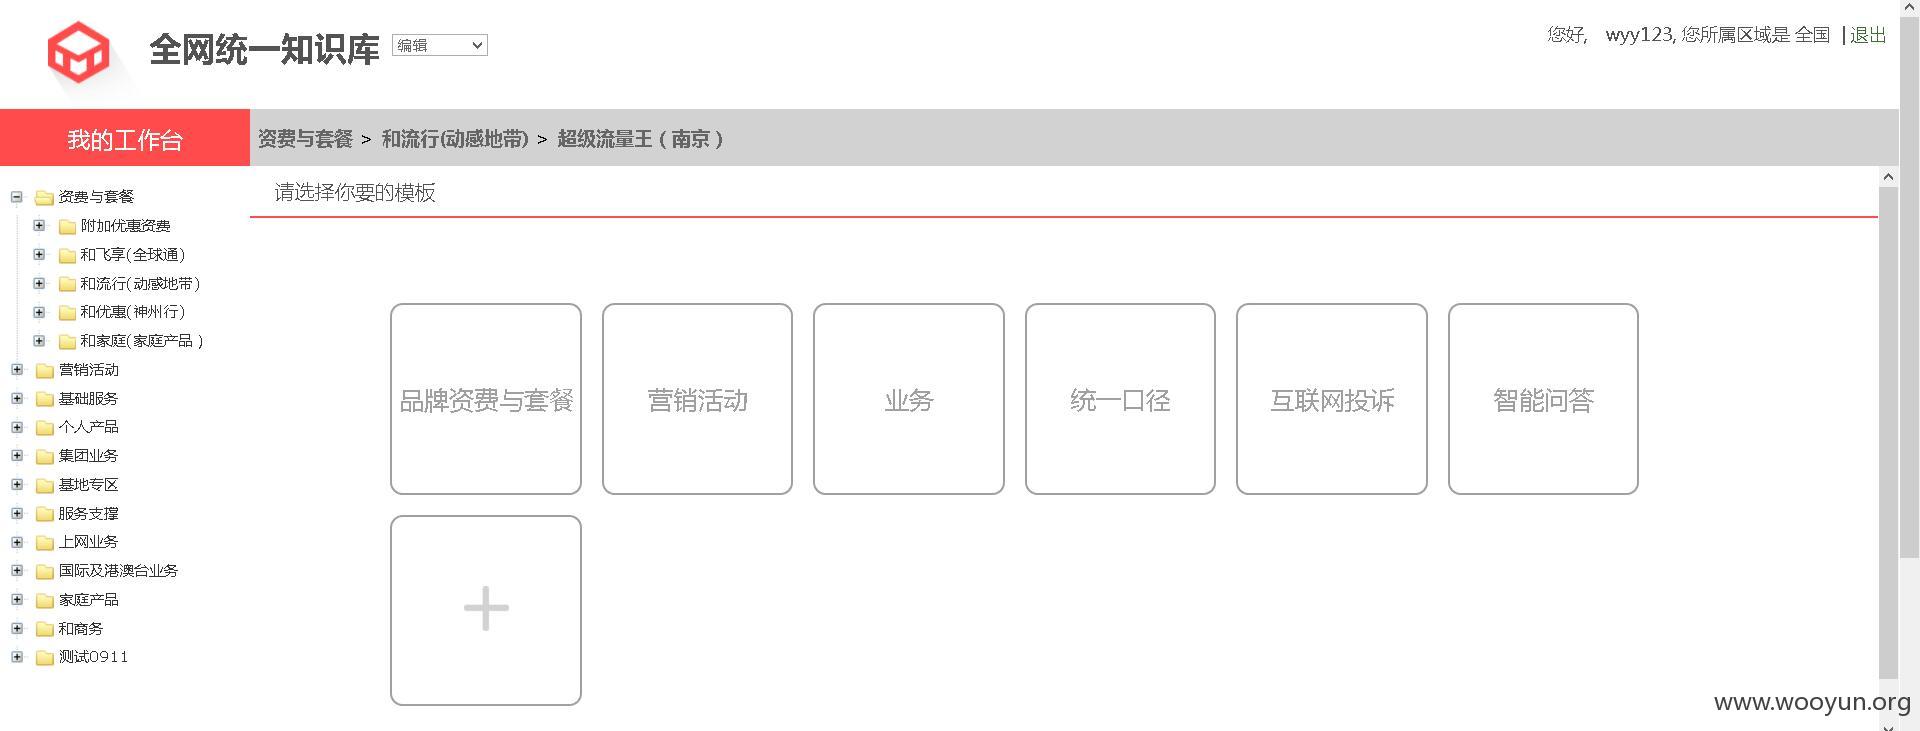 全网统一知识库 编辑
您好, wyy123, 您所属区域是 全国 | 退出
我的工作台
资费与套餐 > 和流行(动感地带) > 超级流量王（南京）
请选择你要的模板
资费与套餐
附加优惠资费
和飞享(全球通)
和流行(动感地带)
和优惠(神州行)
和家庭(家庭产品）
营销活动
基础服务
个人产品
集团业务
基地专区
服务支撑
上网业务
国际及港澳台业务
家庭产品
和商务
测试0911
品牌资费与套餐
营销活动
业务
统一口径
互联网投诉
智能问答
www.wooyun.org